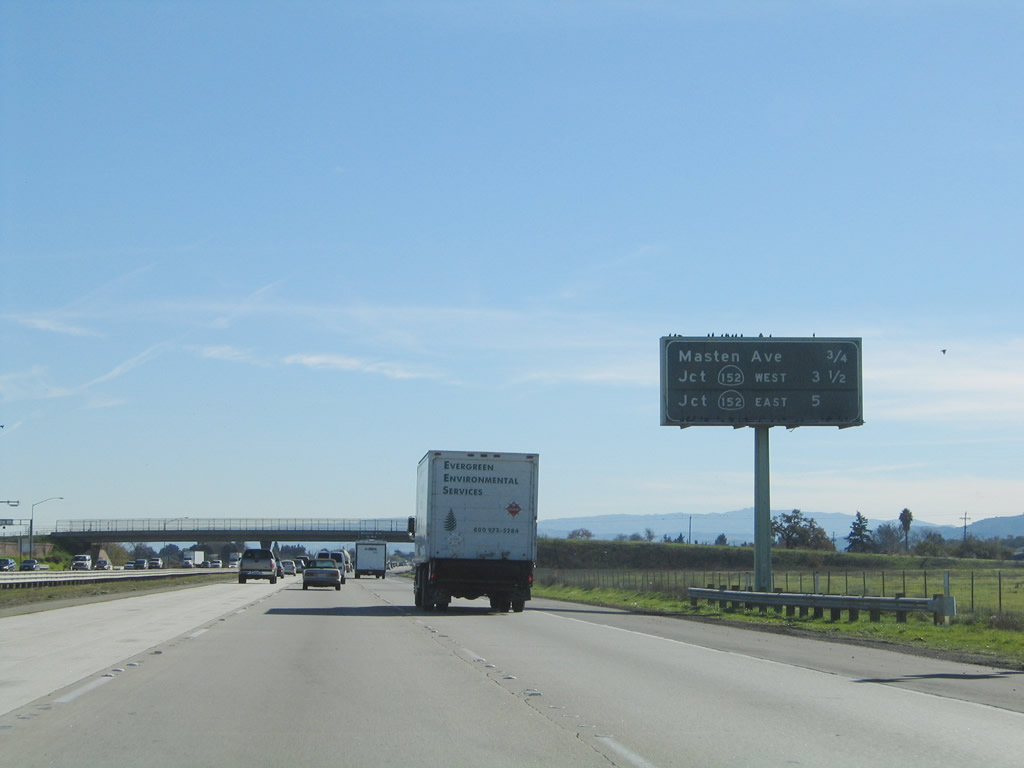 Masten Ave 3/4
Jct 152 WEST 3 1/2
Jct 152 EAST 5
EVERGREEN
ENVIRONMENTAL
SERVICES